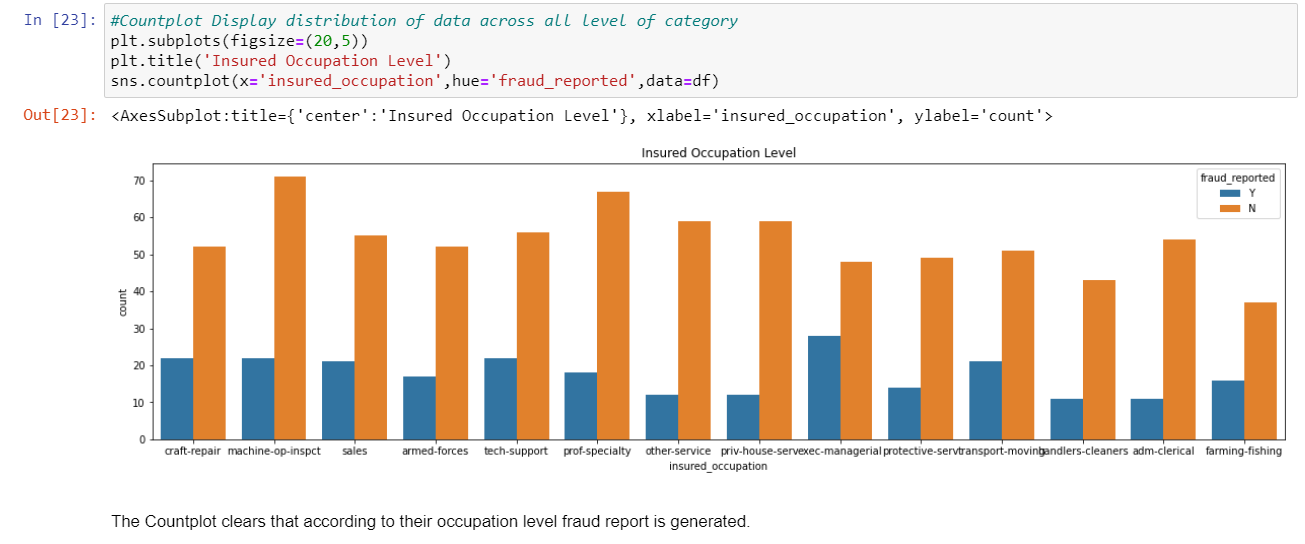 In [23]: #Countplot Display distribution of data across all level of category
plt.subplots(figsize=(20,5))
plt.title('Insured Occupation Level')
sns.countplot(x='insured_occupation',hue='fraud_reported',data=df)
Out[23]: <AxesSubplot:title={'center':'Insured Occupation Level'}, xlabel='insured_occupation', ylabel='count'>
Insured Occupation Level
fraud_reported
Y
N
70
60
50
40
30
20
10
0
count
craft-repair machine-op-inspct sales armed-forces tech-support prof-specialty other-service priv-house-serv exec-managerial protective-serv transport-moving handlers-cleaners adm-clerical farming-fishing
insured_occupation
The Countplot clears that according to their occupation level fraud report is generated.